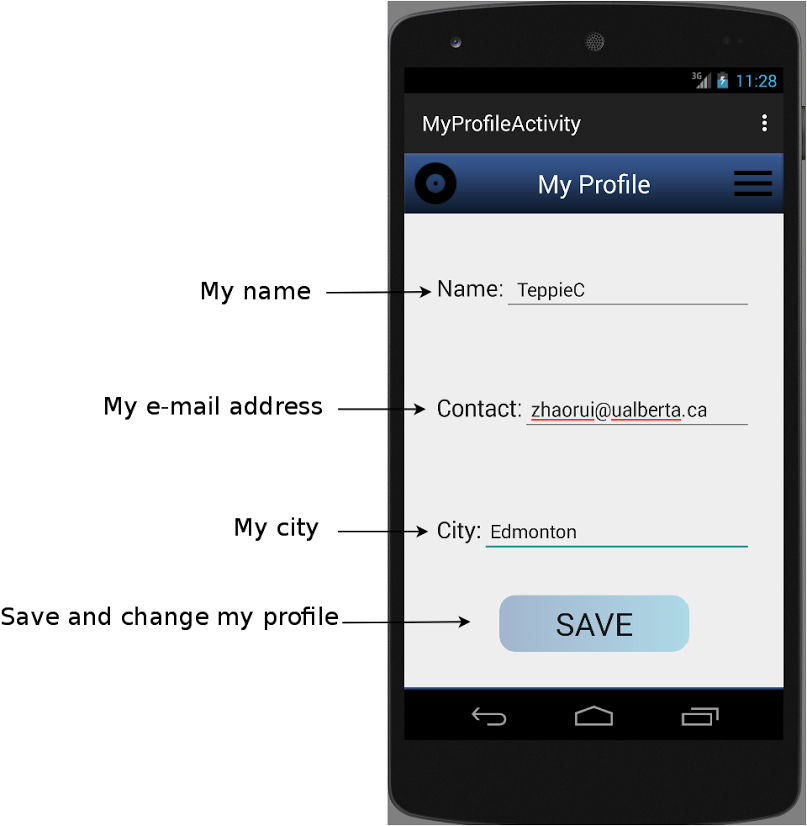 3G 11:28
MyProfileActivity
My Profile
My name
Name: TeppieC
My e-mail address
Contact: zhaorui@ualberta.ca
My city
City: Edmonton
Save and change my profile
SAVE